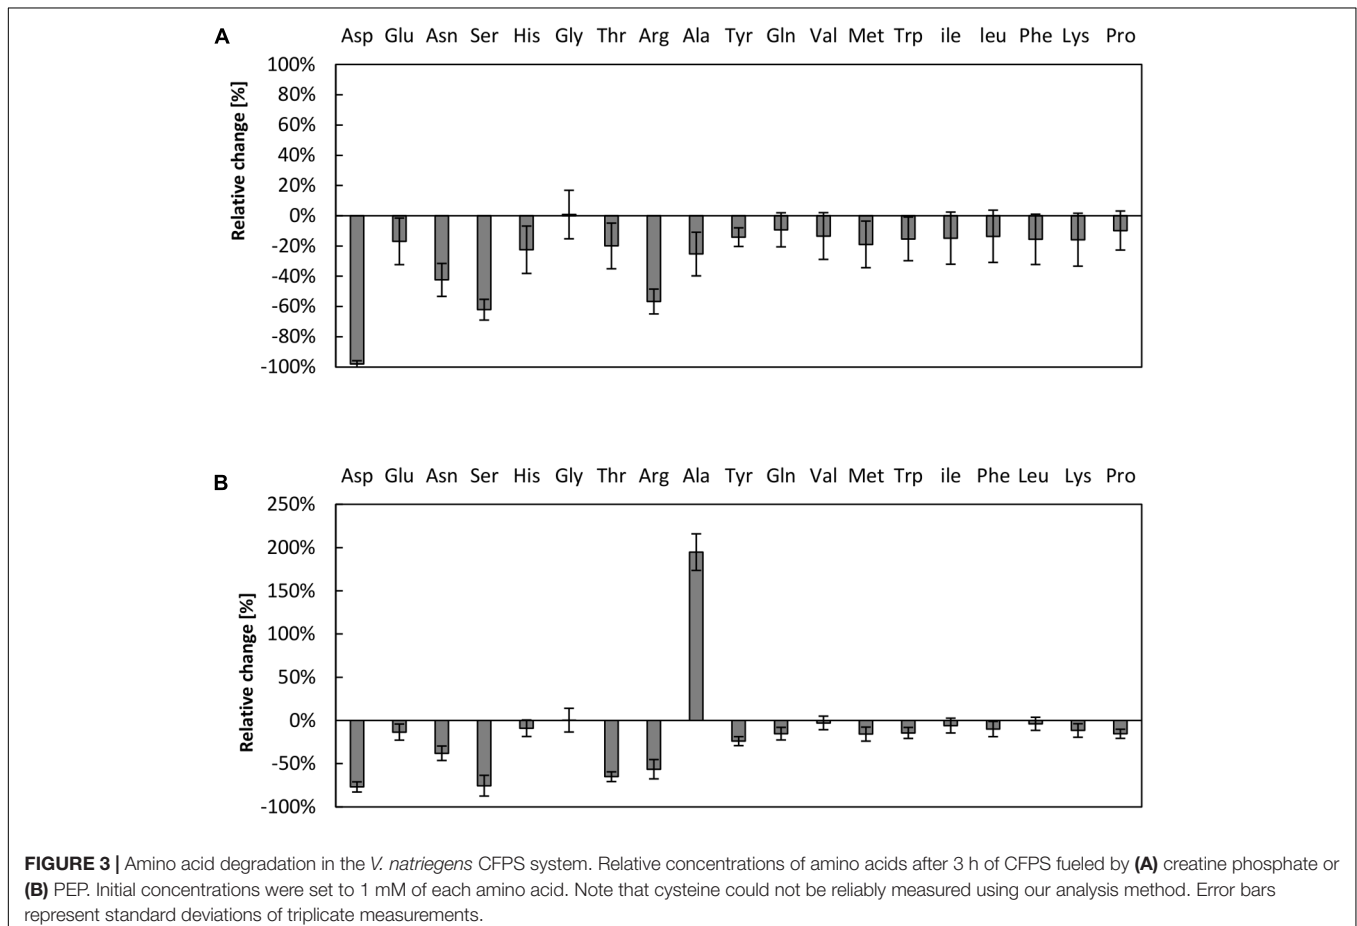 A
Asp Glu Asn Ser His Gly Thr Arg Ala Tyr Gln Val Met Trp ile leu Phe Lys Pro
100%
80%
60%
40%
20%
0%
-20%
-40%
-60%
-80%
-100%
Relative change [%]
B
Asp Glu Asn Ser His Gly Thr Arg Ala Tyr Gln Val Met Trp ile Phe Leu Lys Pro
250%
200%
150%
100%
50%
0%
-50%
-100%
Relative change [%]
FIGURE 3 | Amino acid degradation in the V. natriegens CFPS system. Relative concentrations of amino acids after 3 h of CFPS fueled by (A) creatine phosphate or
(B) PEP. Initial concentrations were set to 1 mM of each amino acid. Note that cysteine could not be reliably measured using our analysis method. Error bars
represent standard deviations of triplicate measurements.